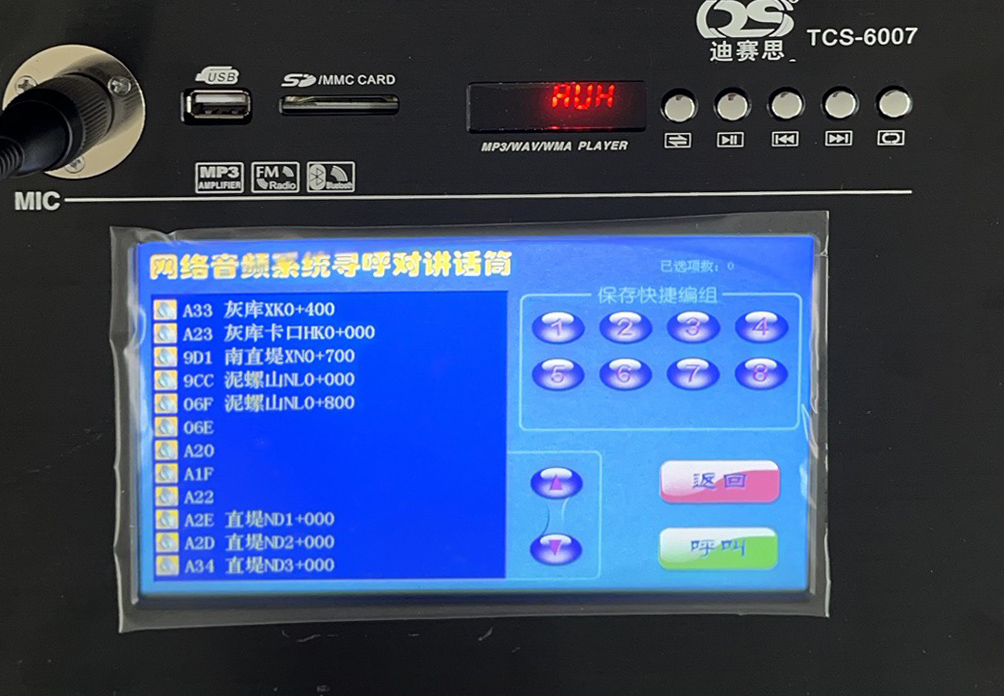 DS®
迪赛思
TCS-6007
USB
SD/MMC CARD
AUH
MP3/WAV/WMA PLAYER
MP3
AMPLIFIER
FM
Radio
Bluetooth
MIC
网络音频系统寻呼对讲话筒
已选项数：0
A33 灰库XK0+400
A23 灰库卡口HK0+000
9D1 南直堤XN0+700
9CC 泥螺山NL0+000
06F 泥螺山NL0+800
06E
A20
A1F
A22
A2E 直堤ND1+000
A2D 直堤ND2+000
A34 直堤ND3+000
保存快捷编组
1 2 3 4
5 6 7 8
返回
呼叫